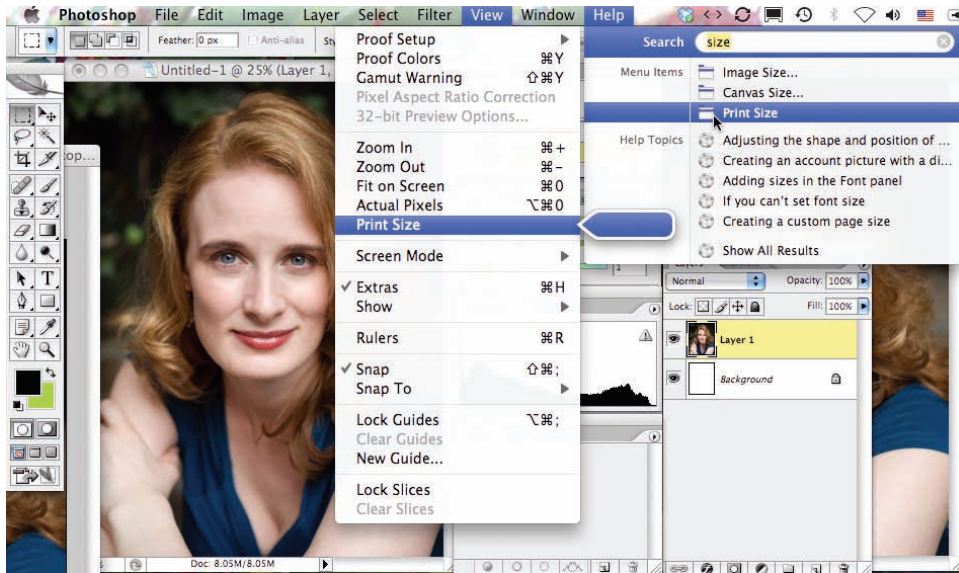 Photoshop File Edit Image Layer Select Filter View Window Help
Feather: 0 px Anti-alias
Untitled-1 @ 25% (Layer 1,
Proof Setup
Proof Colors ⌘Y
Gamut Warning ⇧⌘Y
Pixel Aspect Ratio Correction
32-bit Preview Options...
Zoom In ⌘+
Zoom Out ⌘-
Fit on Screen ⌘0
Actual Pixels ⌥⌘0
Print Size
Screen Mode
✓ Extras ⌘H
Show
Rulers ⌘R
✓ Snap ⇧⌘;
Snap To
Lock Guides ⌥⌘;
Clear Guides
New Guide...
Lock Slices
Clear Slices
Search size
Menu Items Image Size...
Canvas Size...
Print Size
Help Topics Adjusting the shape and position of ...
Creating an account picture with a di...
Adding sizes in the Font panel
If you can't set font size
Creating a custom page size
Show All Results
Normal Opacity: 100%
Lock: Fill: 100%
Layer 1
Background
Doc: 8.05M/8.05M